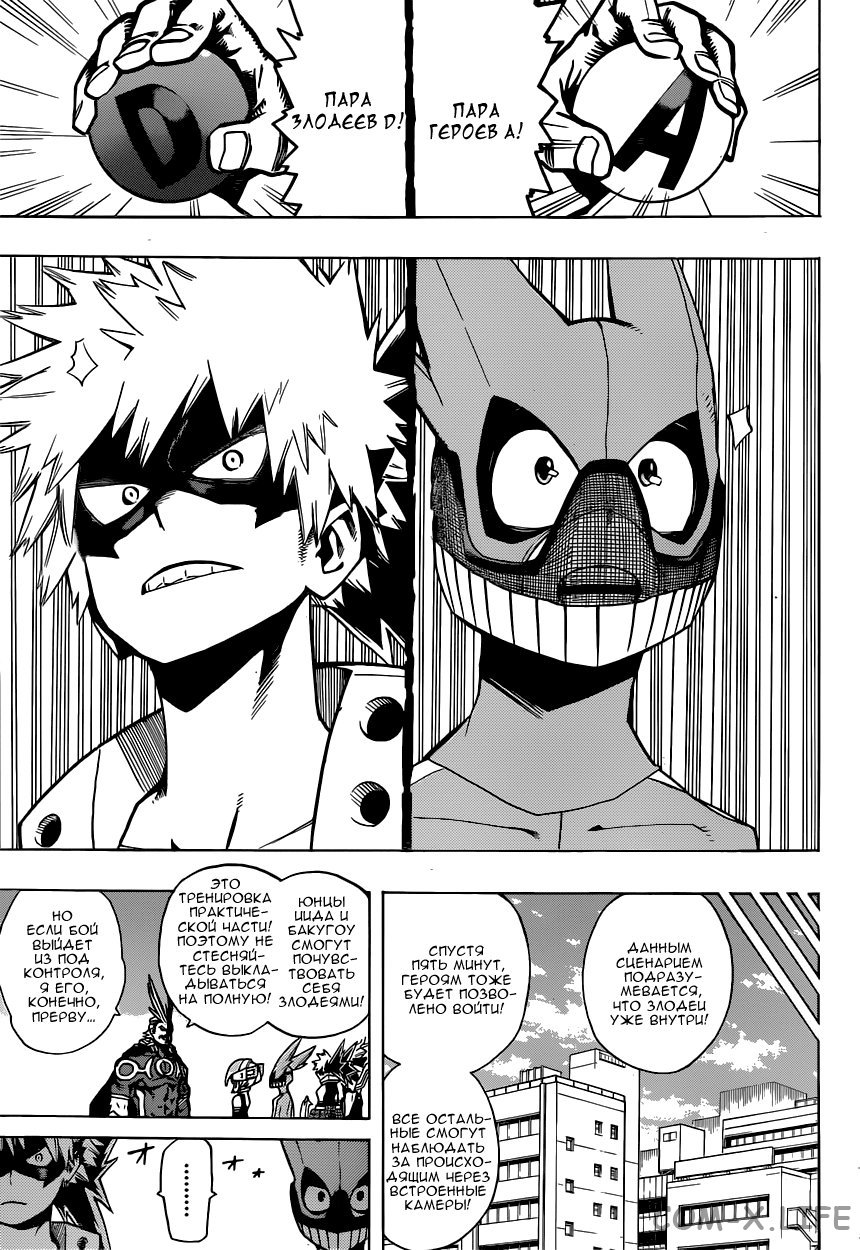 A
ПАРА
ГЕРОЕВ А!
D
ПАРА
ЗЛОДЕЕВ D!
ДАННЫМ
СЦЕНАРИЕМ
ПОДРАЗУ-
МЕВАЕТСЯ,
ЧТО ЗЛОДЕИ
УЖЕ ВНУТРИ!
СПУСТЯ
ПЯТЬ МИНУТ,
ГЕРОЯМ ТОЖЕ
БУДЕТ ПОЗВО-
ЛЕНО ВОЙТИ!
ВСЕ ОСТАЛЬ-
НЫЕ СМОГУТ
НАБЛЮДАТЬ
ЗА ПРОИСХО-
ДЯЩИМ ЧЕРЕЗ
ВСТРОЕННЫЕ
КАМЕРЫ!
ЮНЦЫ
ИИДА И
БАКУГОУ
СМОГУТ
ПОЧУВС-
ТВОВАТЬ
СЕБЯ
ЗЛОДЕЯМИ!
ЭТО
ТРЕНИРОВКА
ПРАКТИЧЕ-
СКОЙ ЧАСТИ!
ПОЭТОМУ НЕ
СТЕСНЯЙ-
ТЕСЬ ВЫКЛА-
ДЫВАТЬСЯ
НА ПОЛНУЮ!
НО
ЕСЛИ БОЙ
ВЫЙДЕТ
ИЗ ПОД
КОНТРОЛЯ,
Я ЕГО,
КОНЕЧНО,
ПРЕРВУ...
COM-X.LIFE